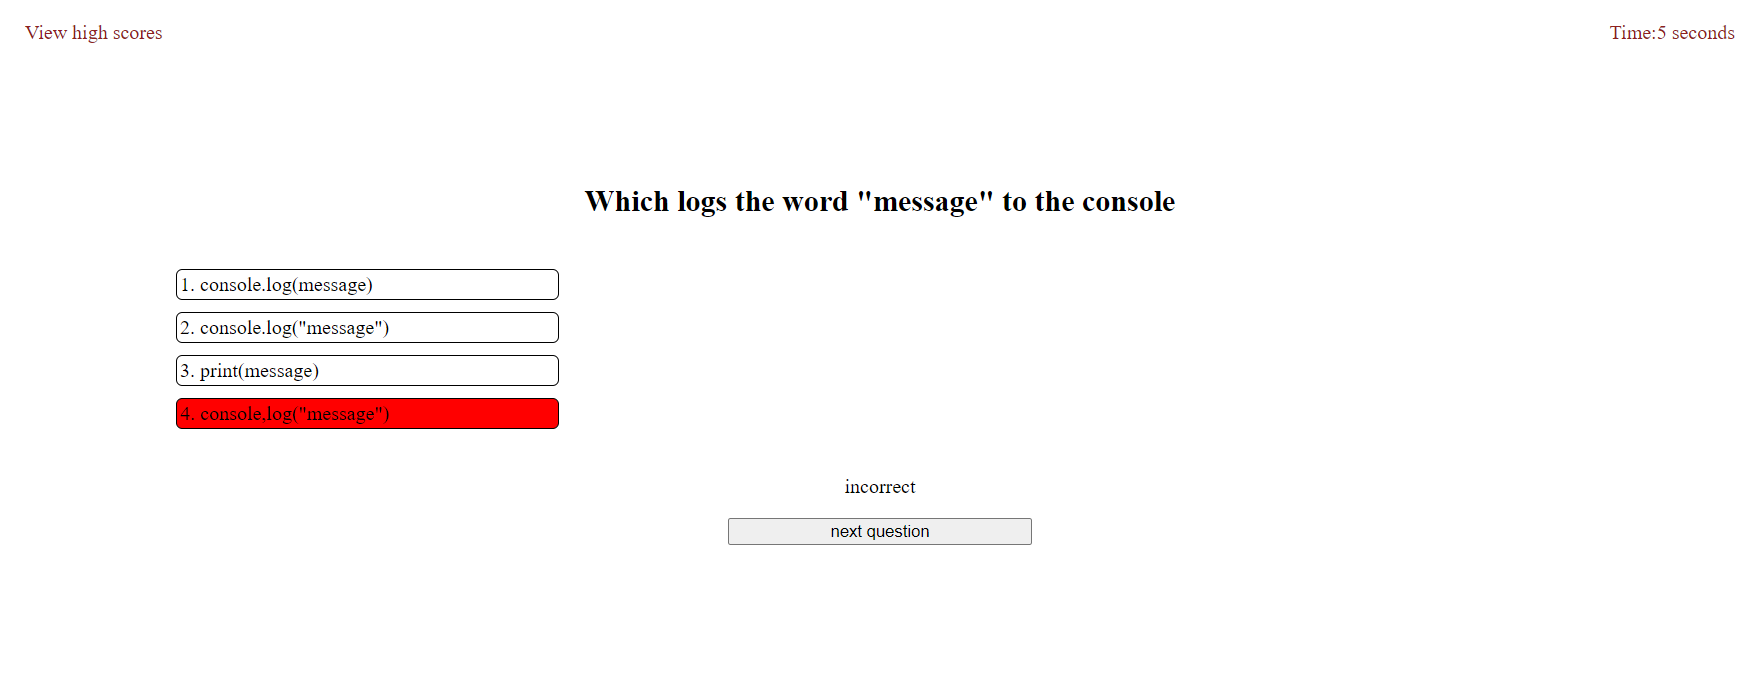 View high scores
Time:5 seconds
Which logs the word "message" to the console
1. console.log(message)
2. console.log("message")
3. print(message)
4. console,log("message")
incorrect
next question